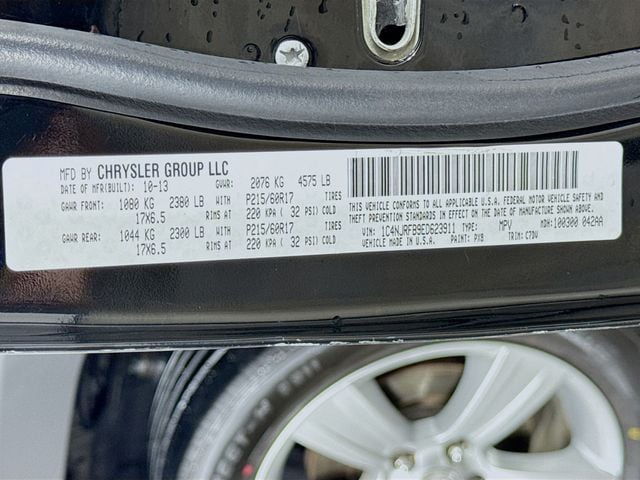 MFD BY CHRYSLER GROUP LLC
DATE OF MFR(BUILT): 10-13 GVWR: 2076 KG 4575 LB
GAWR FRONT: 1080 KG 2380 LB WITH P215/60R17 TIRES
17X6.5 RIMS AT 220 KPA ( 32 PSI) COLD
GAWR REAR: 1044 KG 2300 LB WITH P215/60R17 TIRES
17X6.5 RIMS AT 220 KPA ( 32 PSI) COLD
THIS VEHICLE CONFORMS TO ALL APPLICABLE U.S.A. FEDERAL MOTOR VEHICLE SAFETY AND
THEFT PREVENTION STANDARDS IN EFFECT ON THE DATE OF MANUFACTURE SHOWN ABOVE.
VIN: 1C4NJRFB9ED623911 TYPE: MPV MDH:100300 042AA
MADE IN U.S.A. PAINT: PX8 TRIM: C7DV